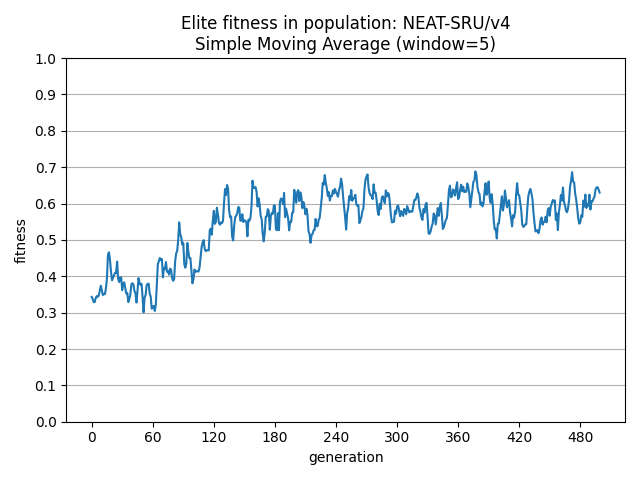 Elite fitness in population: NEAT-SRU/v4
Simple Moving Average (window=5)
1.0
0.9
0.8
0.7
0.6
0.5
0.4
0.3
0.2
0.1
0.0
fitness
0 60 120 180 240 300 360 420 480
generation